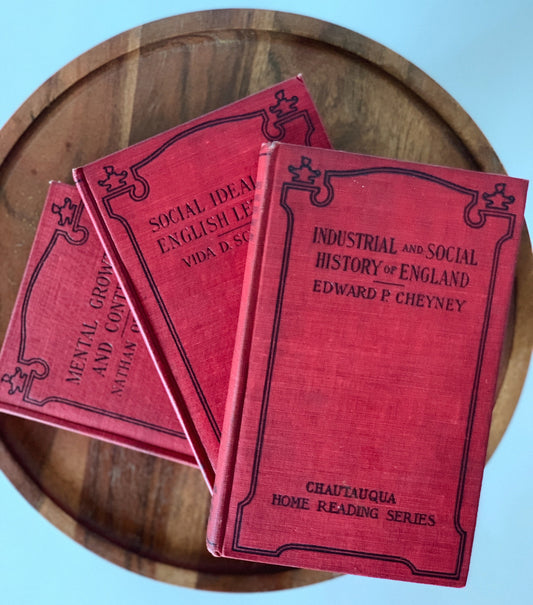 INDUSTRIAL AND SOCIAL
HISTORY OF ENGLAND
EDWARD P. CHEYNEY
CHAUTAUQUA
HOME READING SERIES
SOCIAL IDEAL
ENGLISH LE
VIDA D. SC
MENTAL GROW
AND CONT
NATHAN